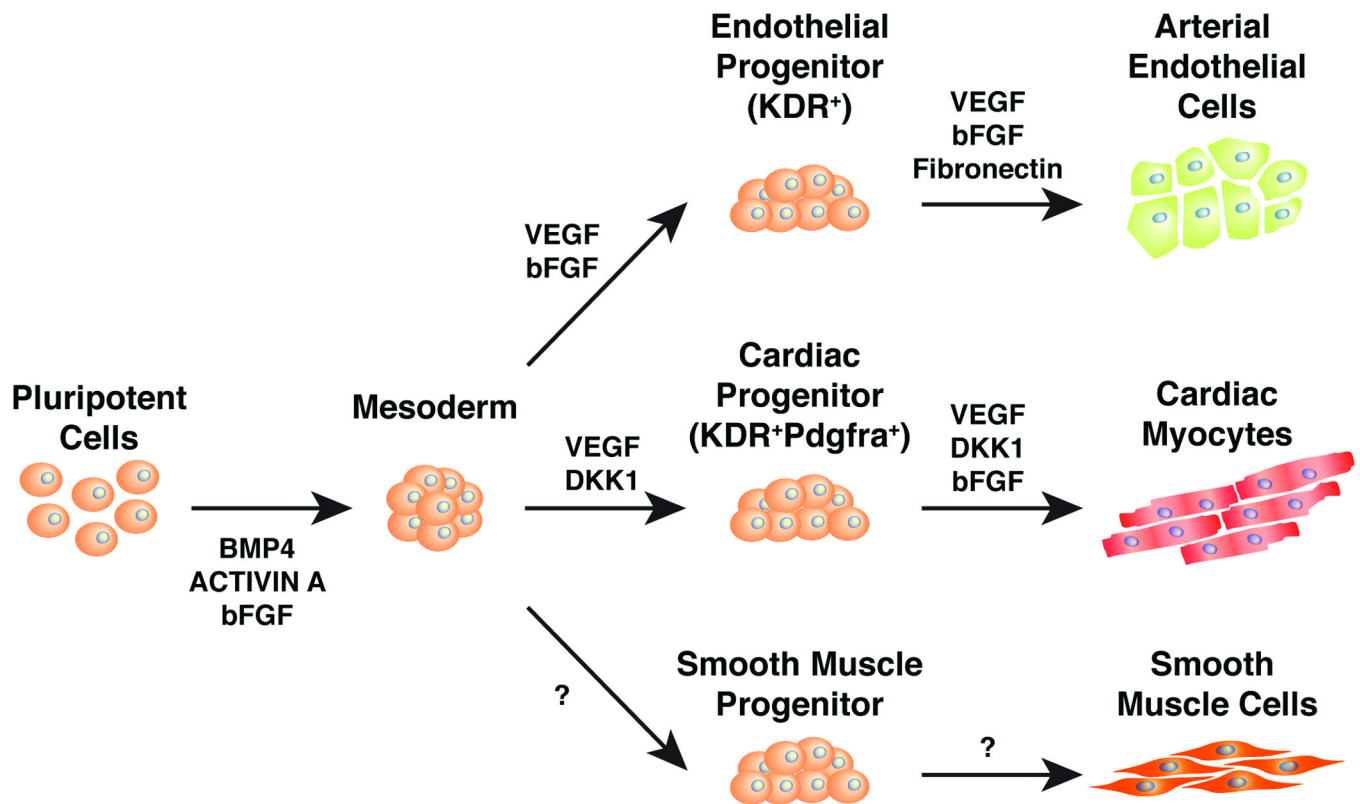 Pluripotent
Cells
BMP4
ACTIVIN A
bFGF
Mesoderm
VEGF
bFGF
Endothelial
Progenitor
(KDR⁺)
VEGF
bFGF
Fibronectin
Arterial
Endothelial
Cells
VEGF
DKK1
Cardiac
Progenitor
(KDR⁺Pdgfra⁺)
VEGF
DKK1
bFGF
Cardiac
Myocytes
?
Smooth Muscle
Progenitor
?
Smooth
Muscle Cells